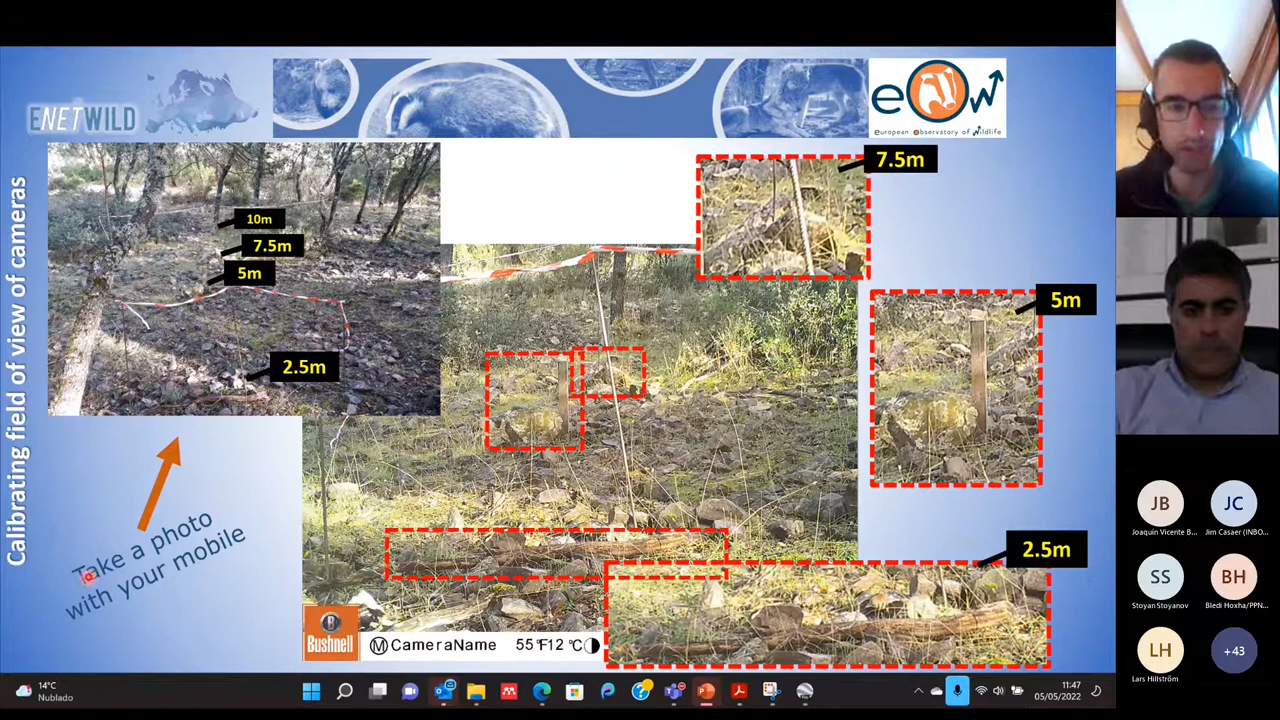 ENETWILD
eow
european observatory of wildlife
Calibrating field of view of cameras
10m
7.5m
5m
2.5m
7.5m
5m
2.5m
Take a photo
with your mobile
B
Bushnell
M CameraName 55°F12°C
JB
Joaquín Vicente B...
JC
Jim Casaer (INBO...
SS
Stoyan Stoyanov
BH
Bledi Hoxha/PPN...
LH
Lars Hillström
+43
14°C
Nublado
11:47
05/05/2022